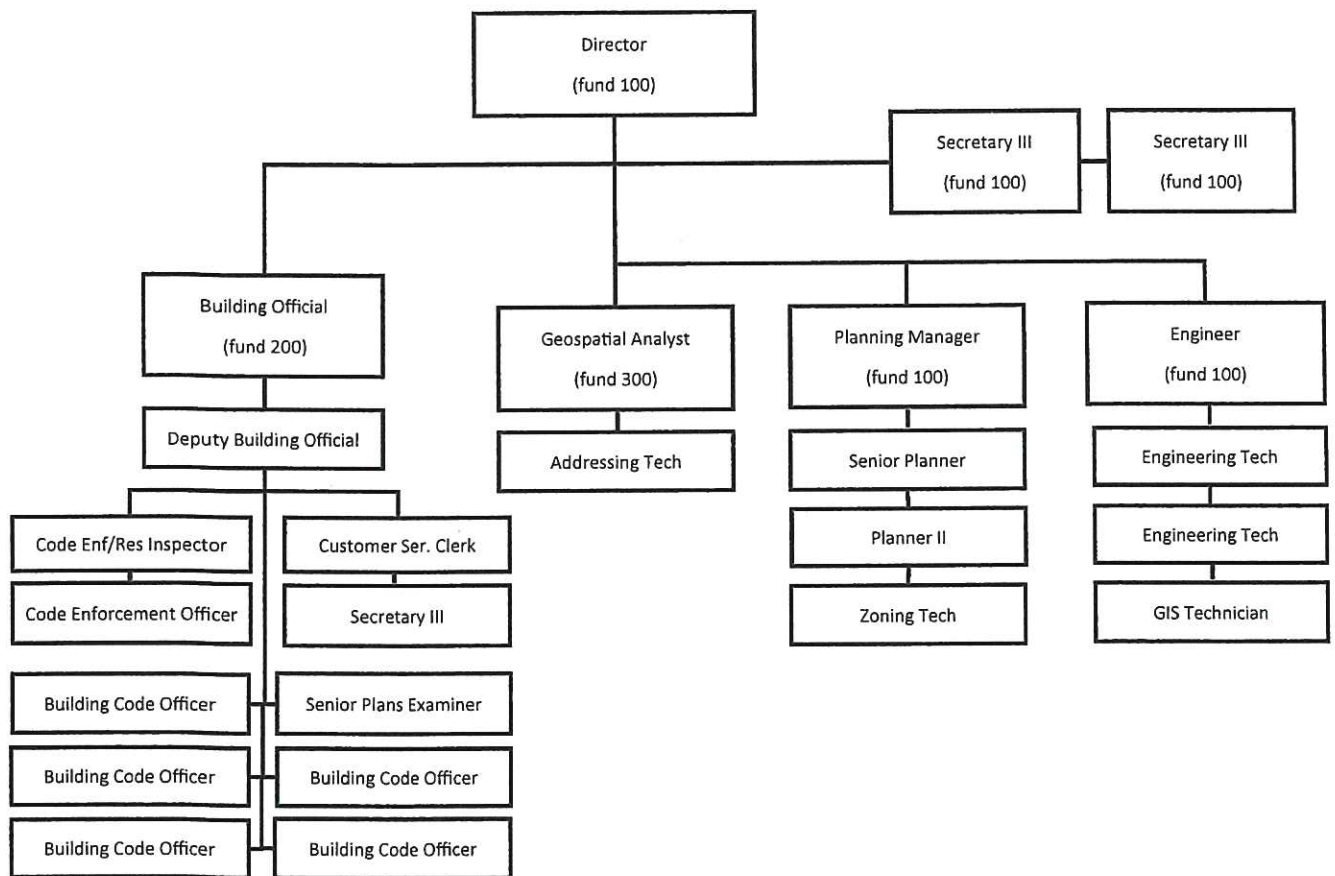 Director
(fund 100)
Secretary III
(fund 100)
Secretary III
(fund 100)
Building Official
(fund 200)
Geospatial Analyst
(fund 300)
Planning Manager
(fund 100)
Engineer
(fund 100)
Deputy Building Official
Addressing Tech
Senior Planner
Engineering Tech
Code Enf/Res Inspector
Customer Ser. Clerk
Planner II
Engineering Tech
Code Enforcement Officer
Secretary III
Zoning Tech
GIS Technician
Building Code Officer
Senior Plans Examiner
Building Code Officer
Building Code Officer
Building Code Officer
Building Code Officer